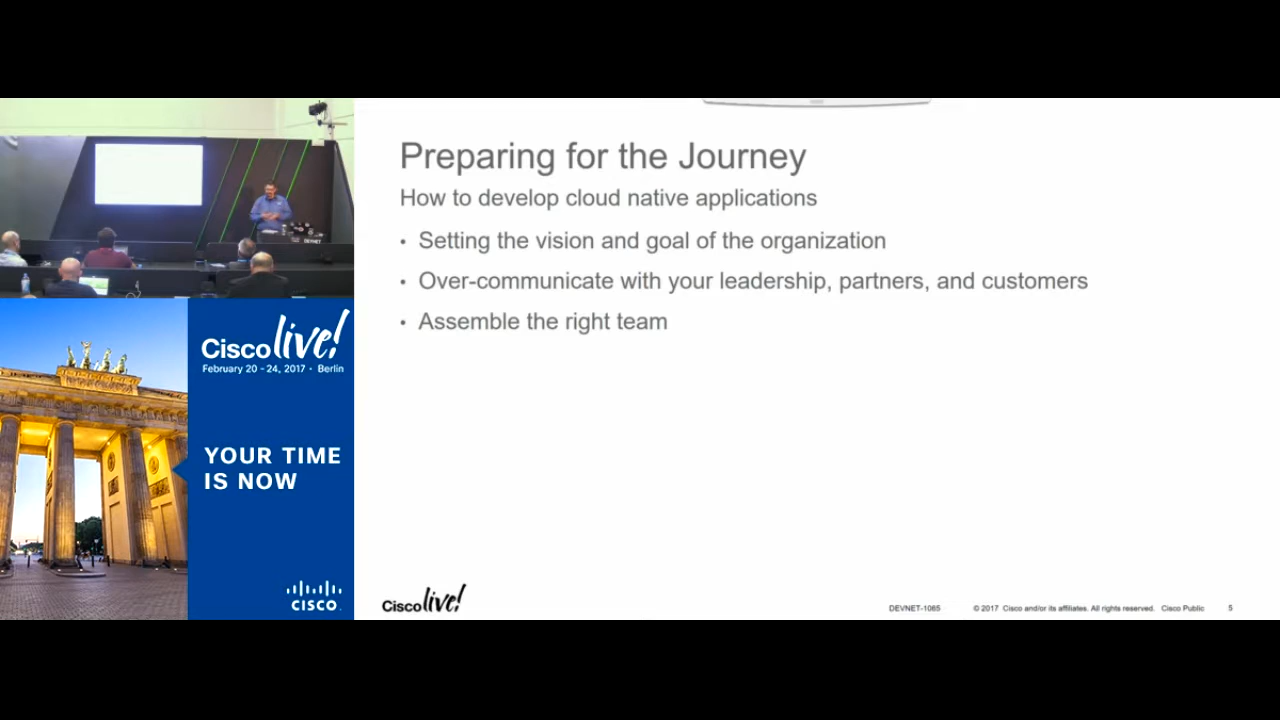 Preparing for the Journey
How to develop cloud native applications
• Setting the vision and goal of the organization
• Over-communicate with your leadership, partners, and customers
• Assemble the right team
DEVNET
Cisco live!
February 20 - 24, 2017 • Berlin
YOUR TIME
IS NOW
CISCO
Cisco live!
DEVNET-1065 © 2017 Cisco and/or its affiliates. All rights reserved. Cisco Public 5